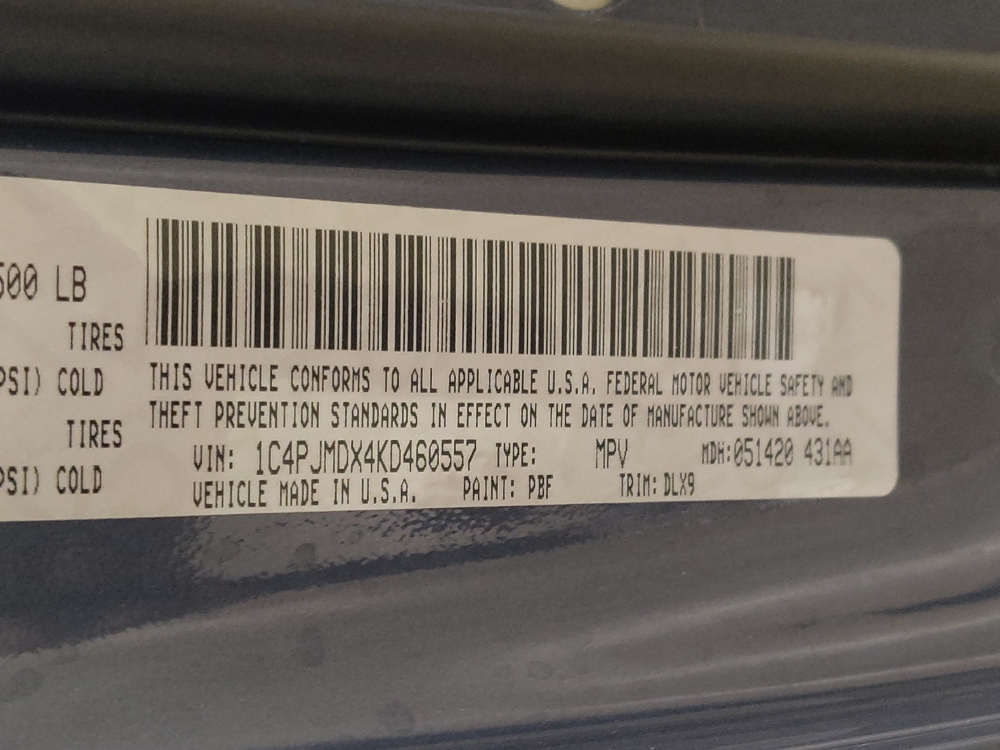 500 LB
TIRES
PSI) COLD
TIRES
PSI) COLD
THIS VEHICLE CONFORMS TO ALL APPLICABLE U.S.A. FEDERAL MOTOR VEHICLE SAFETY AND
THEFT PREVENTION STANDARDS IN EFFECT ON THE DATE OF MANUFACTURE SHOWN ABOVE.
VIN: 1C4PJMDX4KD460557 TYPE: MPV MDH:051420 431AA
VEHICLE MADE IN U.S.A. PAINT: PBF TRIM: DLX9